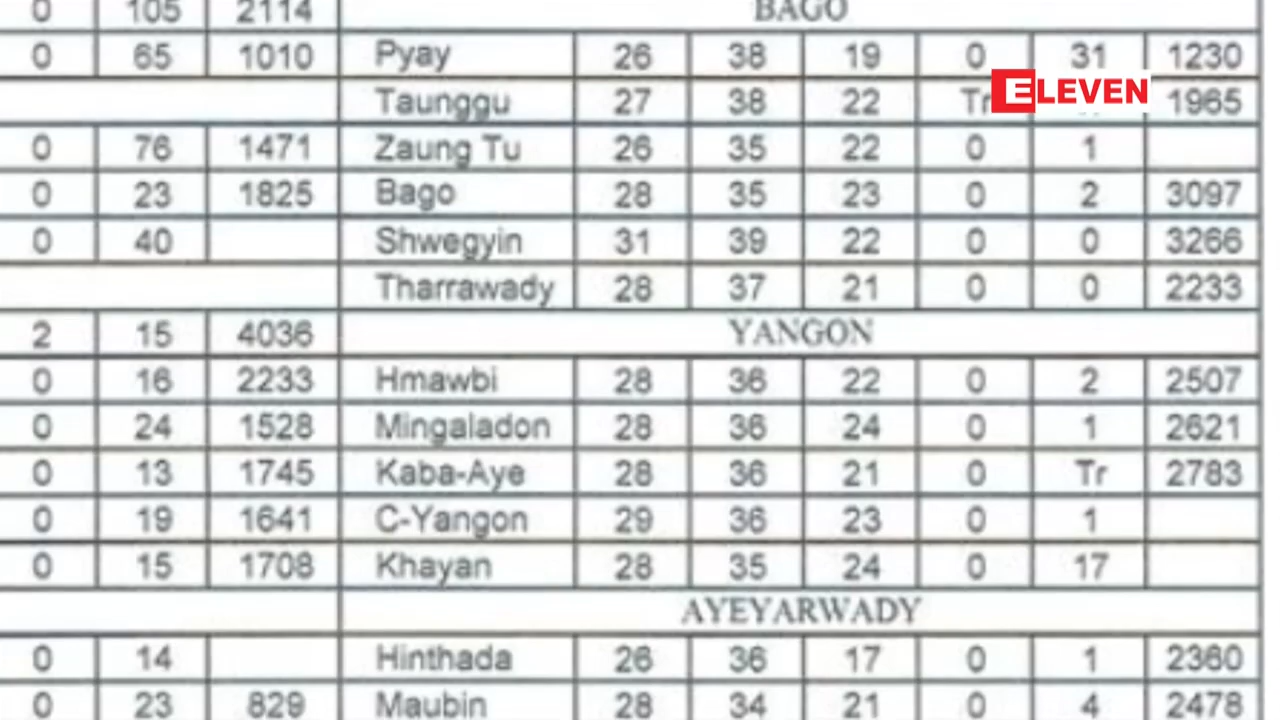 0 105 2114 BAGO
0 65 1010 Pyay 26 38 19 0 31 1230
ELEVEN
Taunggu 27 38 22 Tr 1965
0 76 1471 Zaung Tu 26 35 22 0 1
0 23 1825 Bago 28 35 23 0 2 3097
0 40 Shwegyin 31 39 22 0 0 3266
Tharrawady 28 37 21 0 0 2233
2 15 4036 YANGON
0 16 2233 Hmawbi 28 36 22 0 2 2507
0 24 1528 Mingaladon 28 36 24 0 1 2621
0 13 1745 Kaba-Aye 28 36 21 0 Tr 2783
0 19 1641 C-Yangon 29 36 23 0 1
0 15 1708 Khayan 28 35 24 0 17
AYEYARWADY
0 14 Hinthada 26 36 17 0 1 2360
0 23 829 Maubin 28 34 21 0 4 2478